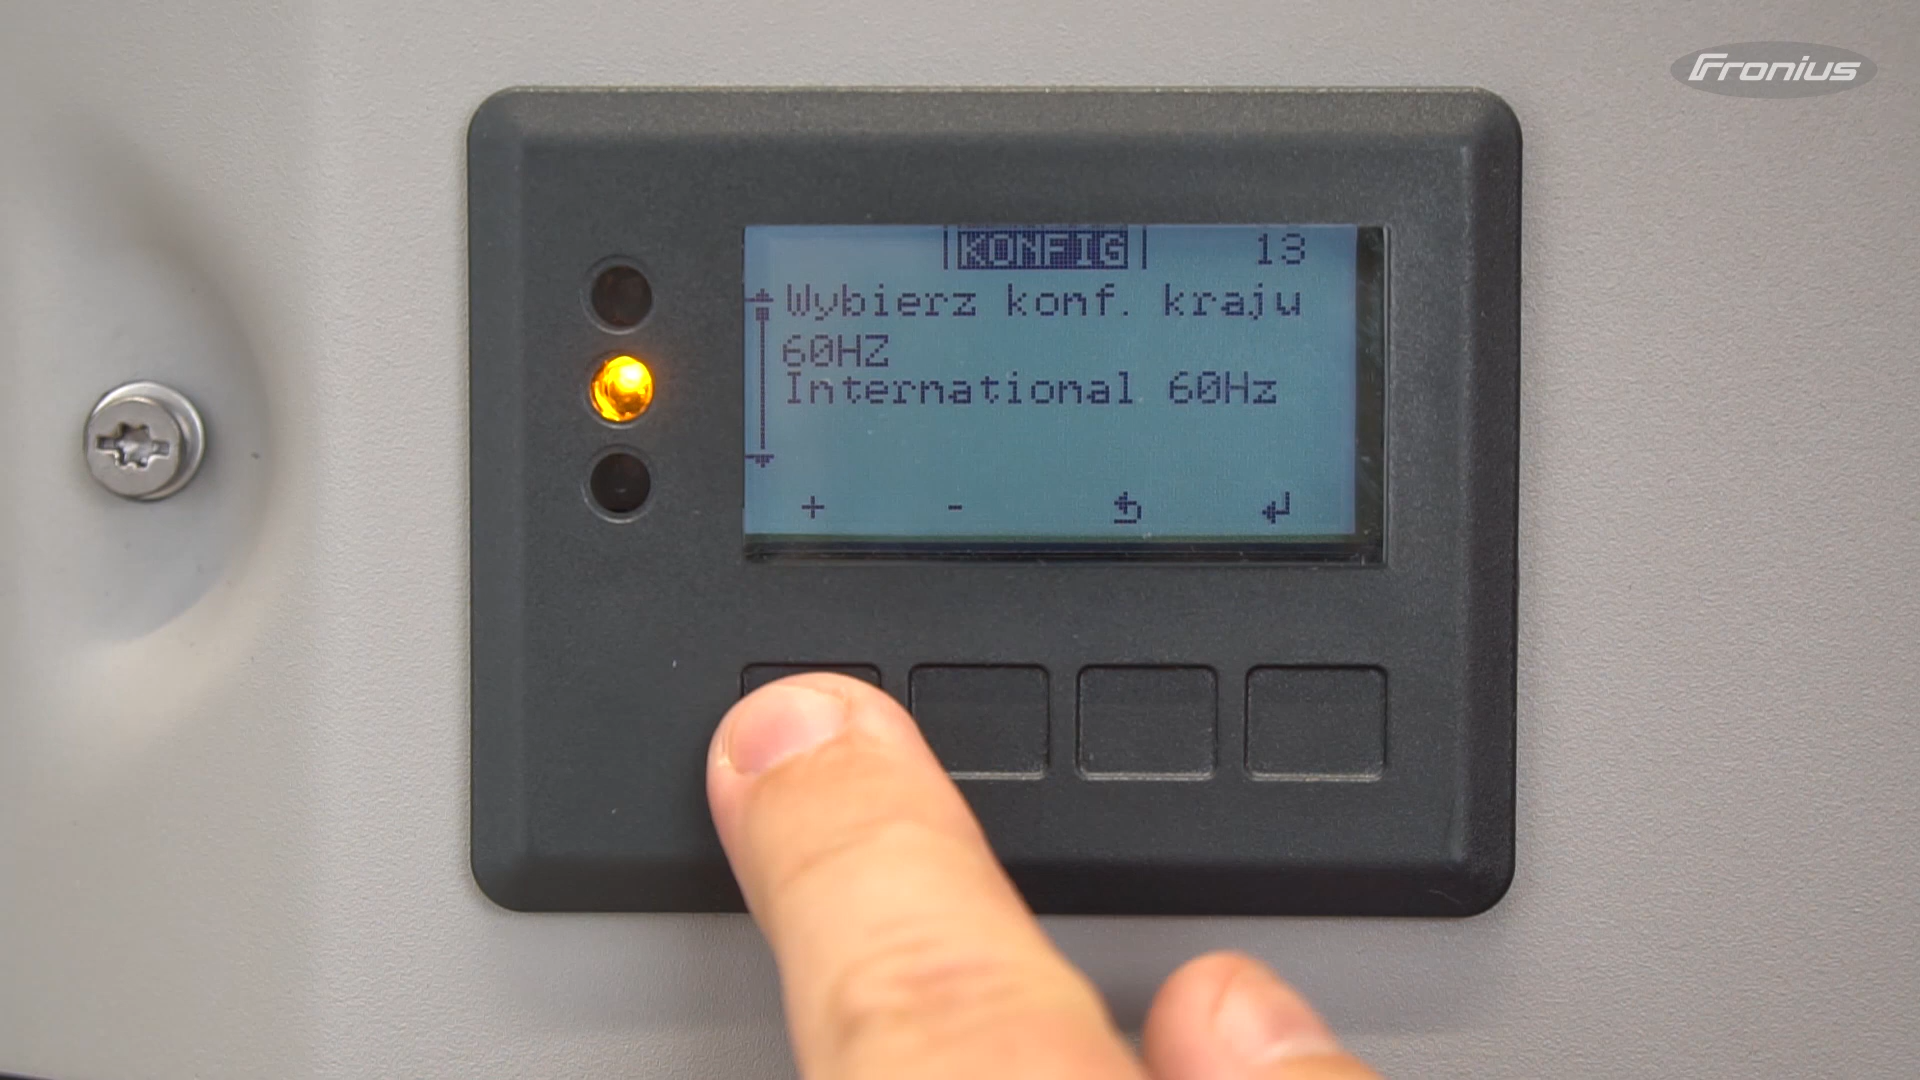 Fronius
KONFIG 13
Wybierz konf. kraju
60HZ
International 60Hz
+ -